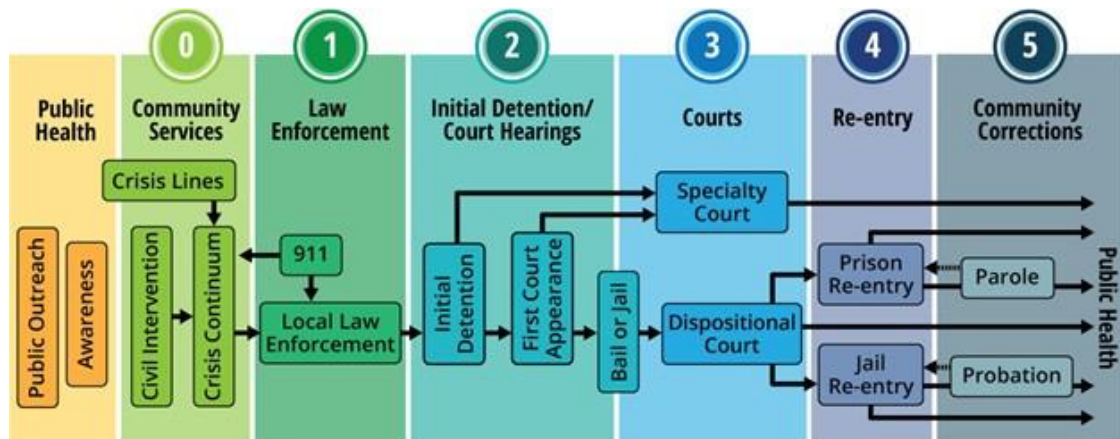 0
1
2
3
4
5
Public
Health
Community
Services
Law
Enforcement
Initial Detention/
Court Hearings
Courts
Re-entry
Community
Corrections
Crisis Lines
Public Outreach
Awareness
Civil Intervention
Crisis Continuum
911
Local Law
Enforcement
Initial
Detention
First Court
Appearance
Bail or Jail
Specialty
Court
Dispositional
Court
Prison
Re-entry
Jail
Re-entry
Parole
Probation
Public Health